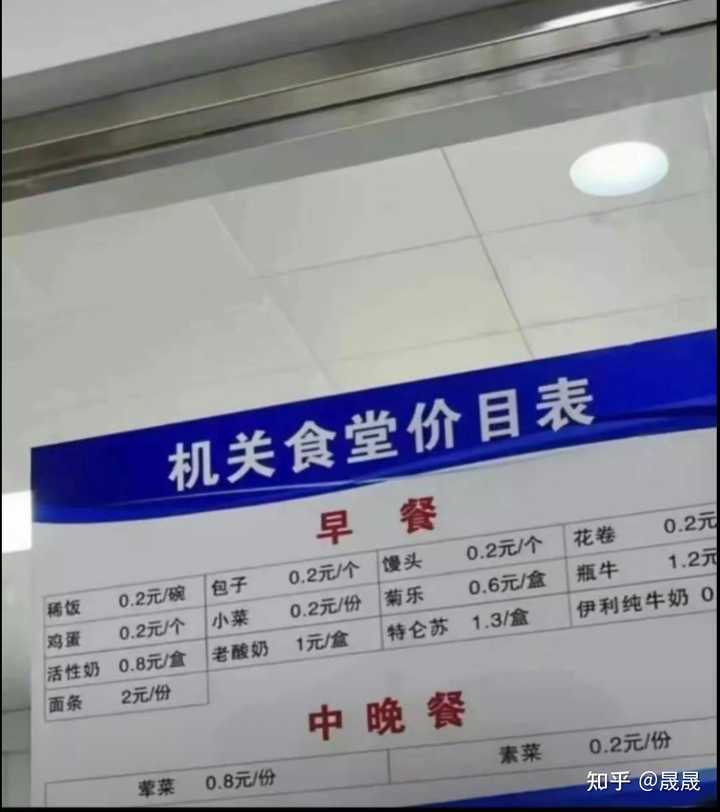 机关食堂价目表
早 餐
稀饭 0.2元/碗 包子 0.2元/个 馒头 0.2元/个 花卷 0.2元
鸡蛋 0.2元/个 小菜 0.2元/份 菊乐 0.6元/盒 瓶牛 1.2元
活性奶 0.8元/盒 老酸奶 1元/盒 特仑苏 1.3/盒 伊利纯牛奶 0
面条 2元/份
中 晚 餐
荤菜 0.8元/份 素菜 0.2元/份
知乎 @晟晟